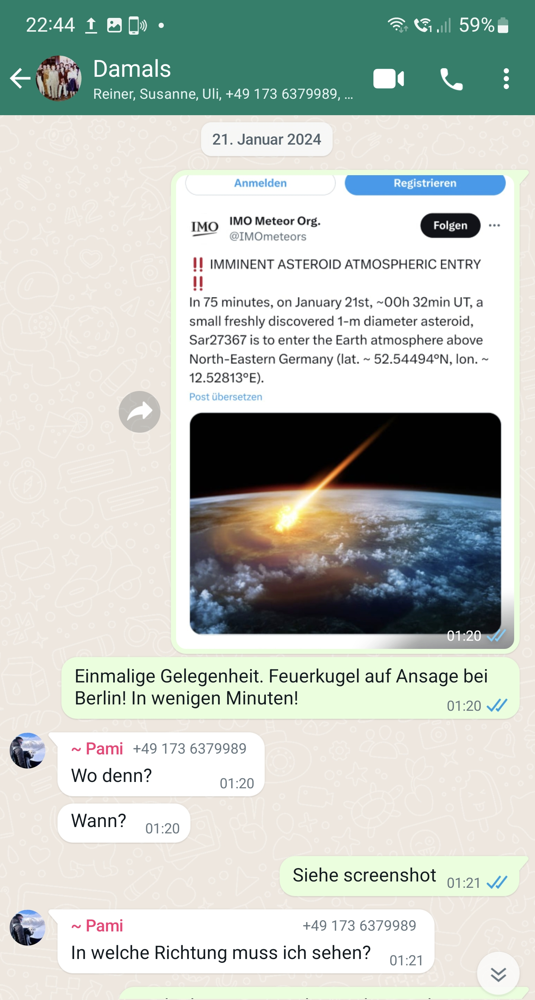 22:44
59%
Damals
Reiner, Susanne, Uli, +49 173 6379989, ...
21. Januar 2024
Anmelden
Registrieren
IMO
IMO Meteor Org.
@IMOmeteors
Folgen
‼️ IMMINENT ASTEROID ATMOSPHERIC ENTRY
‼️
In 75 minutes, on January 21st, ~00h 32min UT, a
small freshly discovered 1-m diameter asteroid,
Sar27367 is to enter the Earth atmosphere above
North-Eastern Germany (lat. ~ 52.54494°N, lon. ~
12.52813°E).
Post übersetzen
01:20
Einmalige Gelegenheit. Feuerkugel auf Ansage bei
Berlin! In wenigen Minuten!
01:20
~ Pami +49 173 6379989
Wo denn?
01:20
Wann?
01:20
Siehe screenshot
01:21
~ Pami +49 173 6379989
In welche Richtung muss ich sehen?
01:21